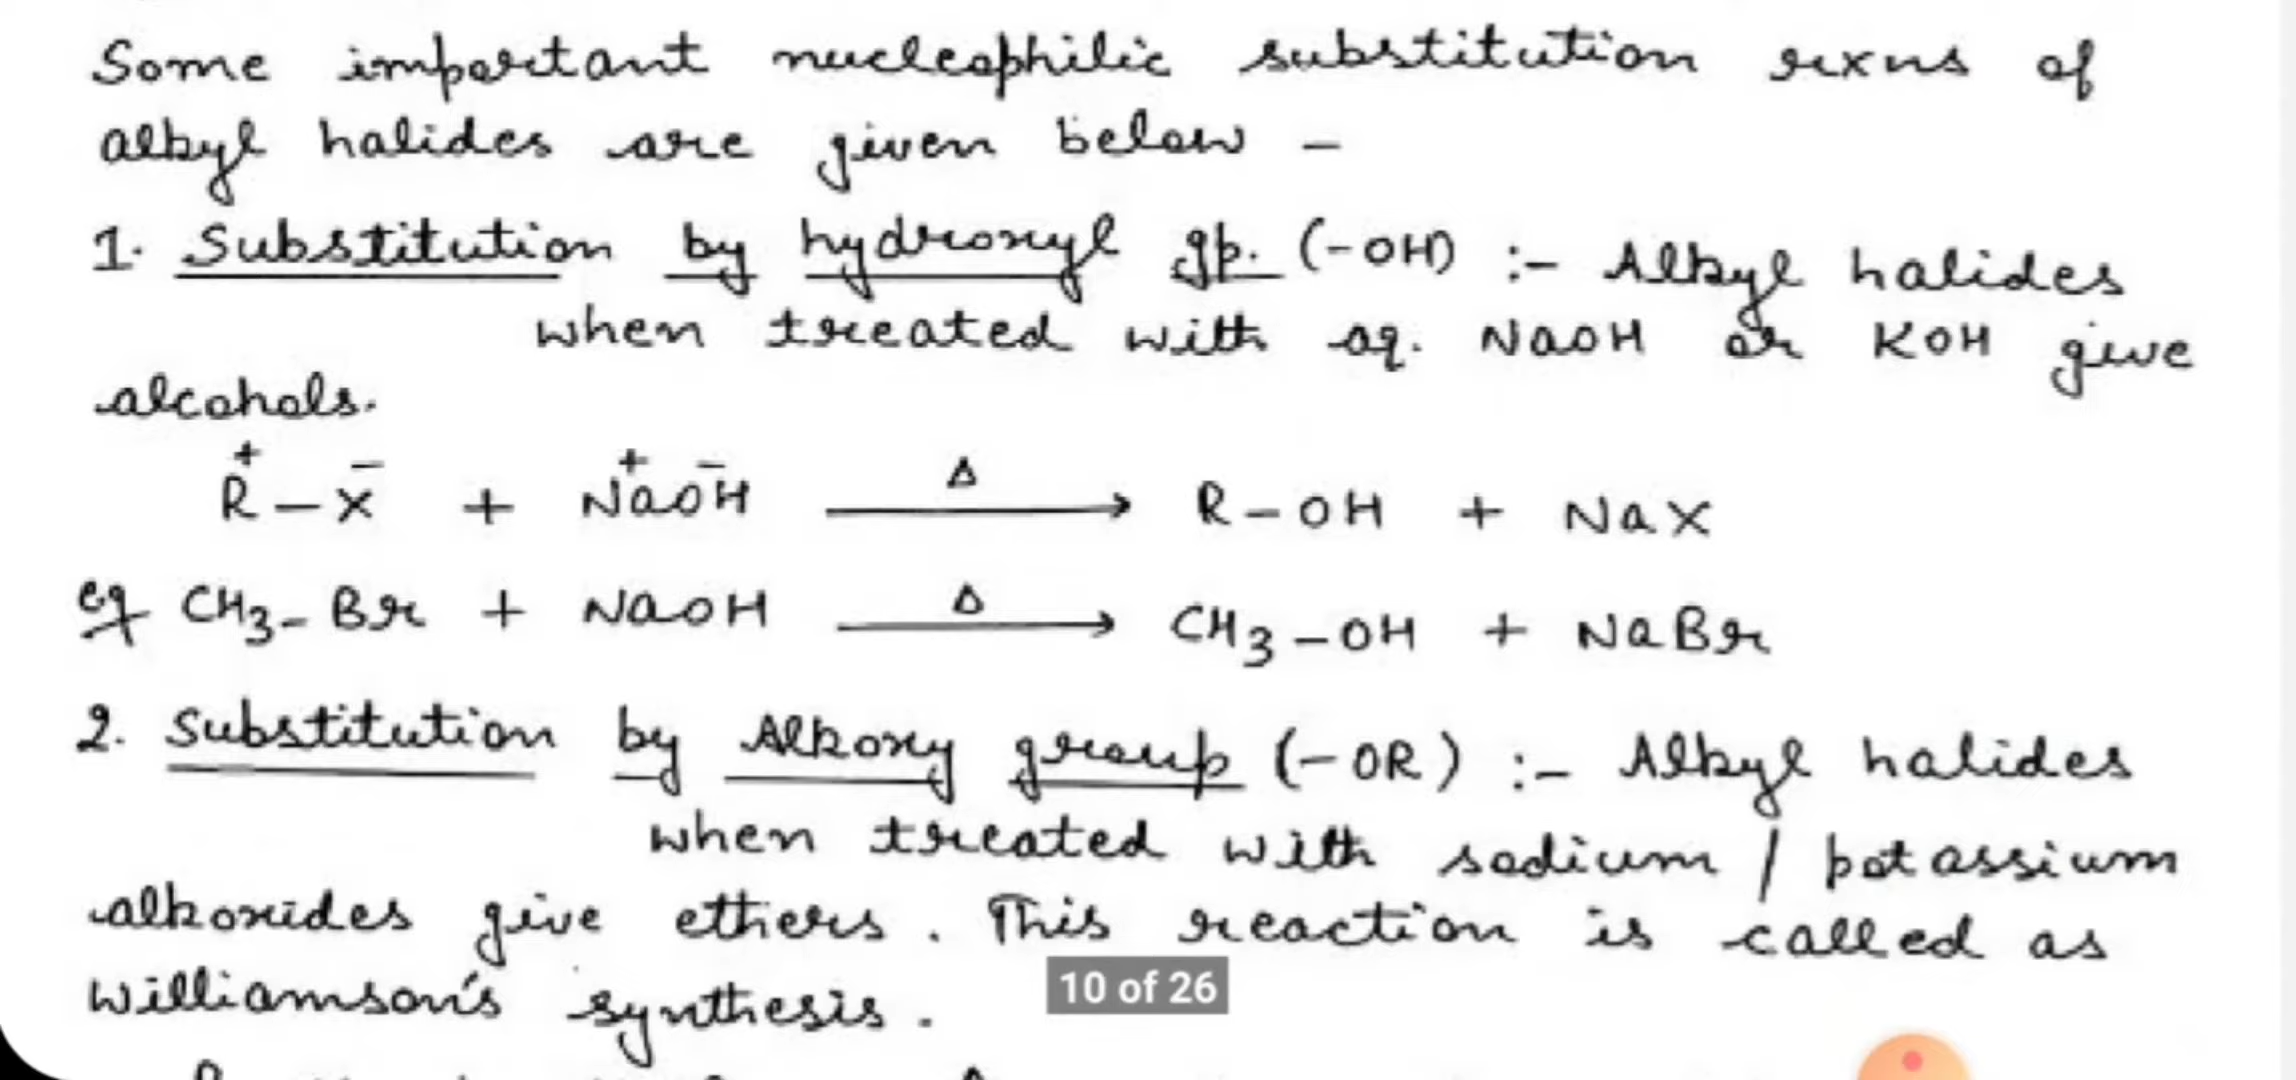 Some important nucleophilic substitution rxns of
alkyl halides are given below -
1. Substitution by hydroxyl gp. (-OH) :- Alkyl halides
when treated with aq. NaOH or KOH give
alcohols.
R⁺ - X⁻ + Na⁺OH⁻ —Δ→ R-OH + NaX
eg CH3-Br + NaOH —Δ→ CH3-OH + NaBr
2. Substitution by Alkoxy group (-OR) :- Alkyl halides
when treated with sodium / potassium
alkoxides give ethers. This reaction is called as
Williamson's synthesis.
10 of 26